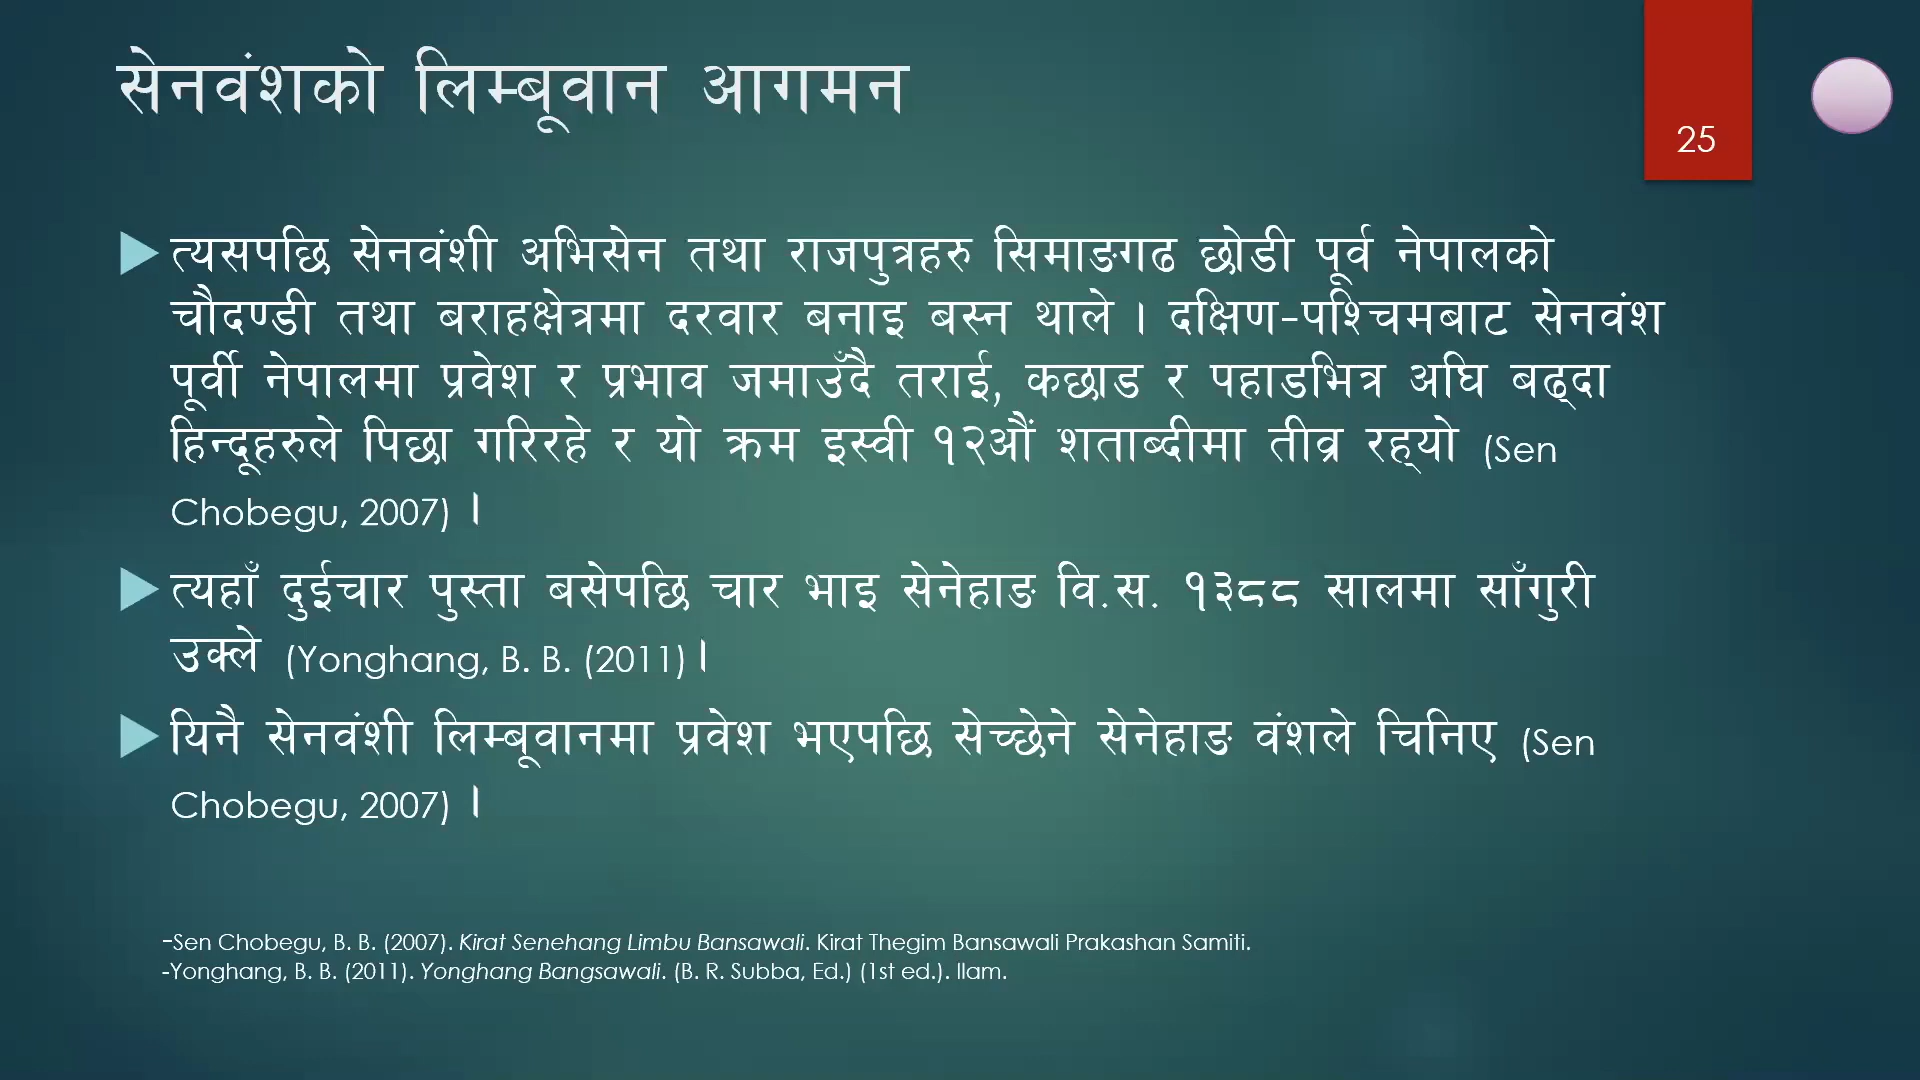 सेनवंशको लिम्बूवान आगमन
25
त्यसपछि सेनवंशी अभिसेन तथा राजपुत्रहरु सिमाङगढ छोडी पूर्व नेपालको
चौदण्डी तथा बराहक्षेत्रमा दरवार बनाइ बस्न थाले । दक्षिण-पश्चिमबाट सेनवंश
पूर्वी नेपालमा प्रवेश र प्रभाव जमाउँदै तराई, कछाड र पहाडभित्र अघि बढ्दा
हिन्दूहरुले पिछा गरिरहे र यो क्रम इस्वी १२औं शताब्दीमा तीव्र रह्यो (Sen
Chobegu, 2007) ।
त्यहाँ दुईचार पुस्ता बसेपछि चार भाइ सेनेहाङ वि.स. १३८८ सालमा साँगुरी
उक्ले (Yonghang, B. B. (2011)।
यिनै सेनवंशी लिम्बूवानमा प्रवेश भएपछि सेच्छेने सेनेहाङ वंशले चिनिए (Sen
Chobegu, 2007) ।
-Sen Chobegu, B. B. (2007). Kirat Senehang Limbu Bansawali. Kirat Thegim Bansawali Prakashan Samiti.
-Yonghang, B. B. (2011). Yonghang Bangsawali. (B. R. Subba, Ed.) (1st ed.). Ilam.